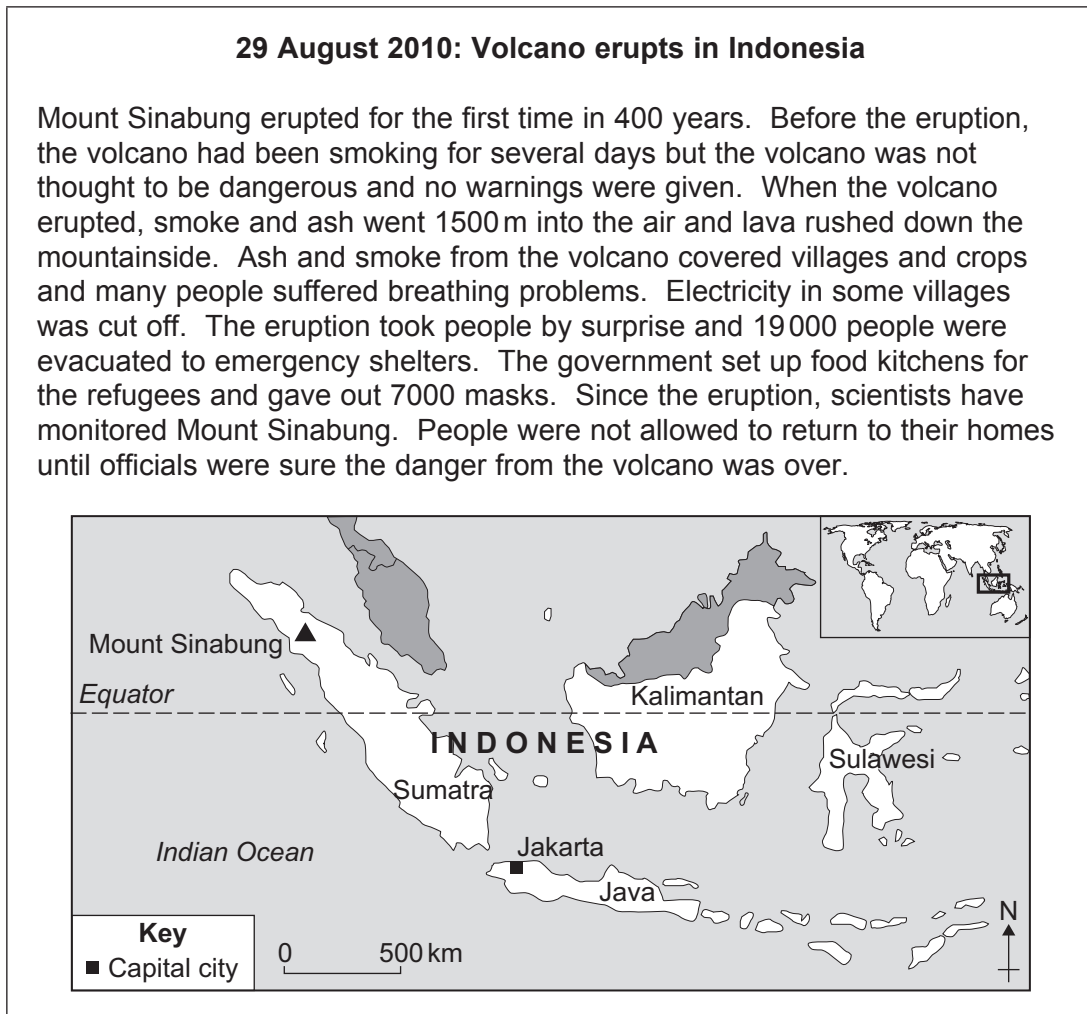 29 August 2010: Volcano erupts in Indonesia
Mount Sinabung erupted for the first time in 400 years. Before the eruption,
the volcano had been smoking for several days but the volcano was not
thought to be dangerous and no warnings were given. When the volcano
erupted, smoke and ash went 1500 m into the air and lava rushed down the
mountainside. Ash and smoke from the volcano covered villages and crops
and many people suffered breathing problems. Electricity in some villages
was cut off. The eruption took people by surprise and 19 000 people were
evacuated to emergency shelters. The government set up food kitchens for
the refugees and gave out 7000 masks. Since the eruption, scientists have
monitored Mount Sinabung. People were not allowed to return to their homes
until officials were sure the danger from the volcano was over.
Mount Sinabung
Equator
Kalimantan
INDONESIA
Sulawesi
Sumatra
Indian Ocean
Jakarta
Java
N
Key
Capital city
0 500 km